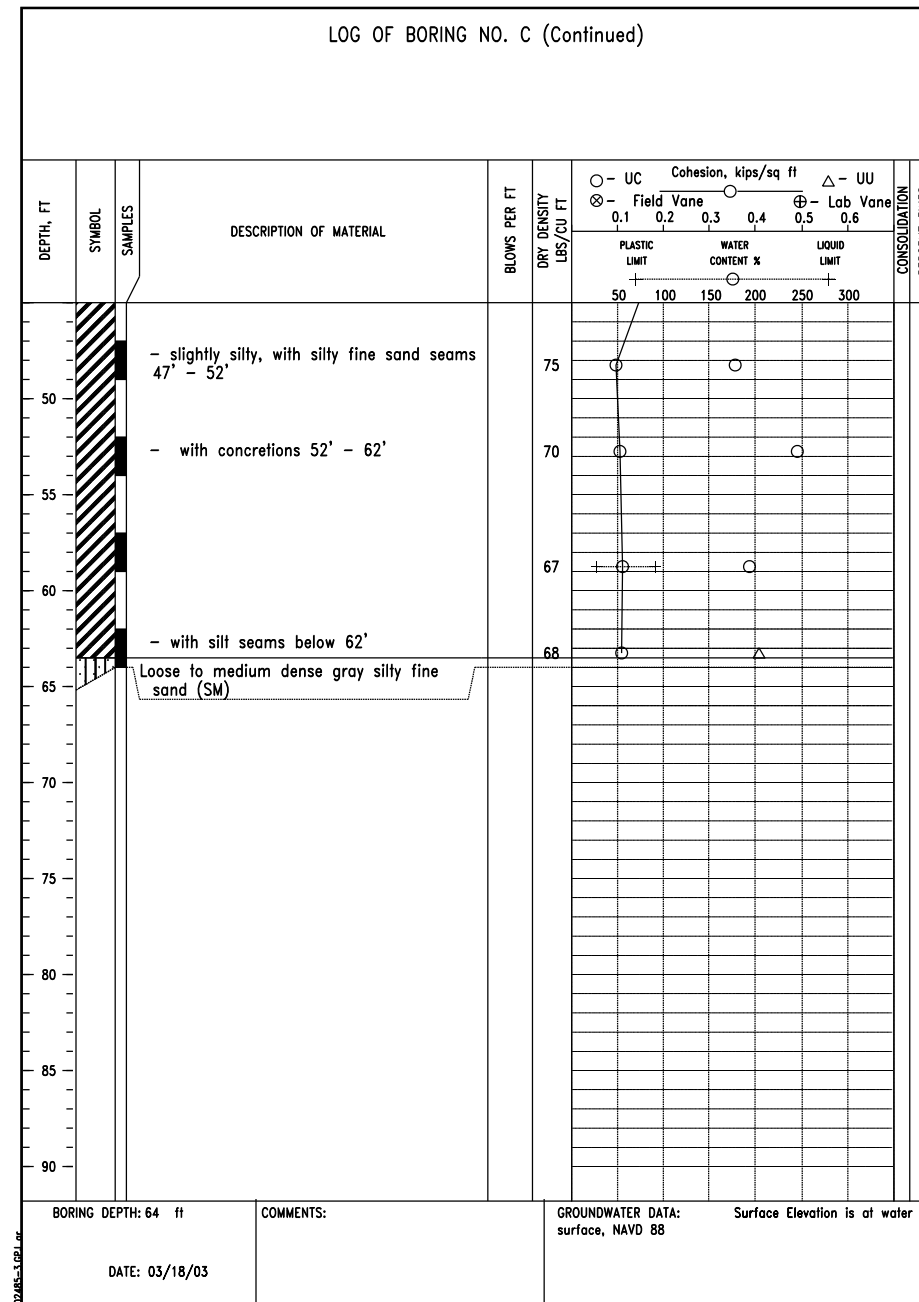 LOG OF BORING NO. C (Continued)
DEPTH, FT
SYMBOL
SAMPLES
DESCRIPTION OF MATERIAL
BLOWS PER FT
DRY DENSITY
LBS/CU FT
Cohesion, kips/sq ft
- UC
- UU
- Field Vane
- Lab Vane
0.1 0.2 0.3 0.4 0.5 0.6
PLASTIC
LIMIT
WATER
CONTENT %
LIQUID
LIMIT
50 100 150 200 250 300
CONSOLIDATION
- slightly silty, with silty fine sand seams
47' - 52'
75
50
- with concretions 52' - 62'
70
55
67
60
- with silt seams below 62'
68
Loose to medium dense gray silty fine
sand (SM)
65
70
75
80
85
90
BORING DEPTH: 64 ft
DATE: 03/18/03
COMMENTS:
GROUNDWATER DATA: Surface Elevation is at water
surface, NAVD 88